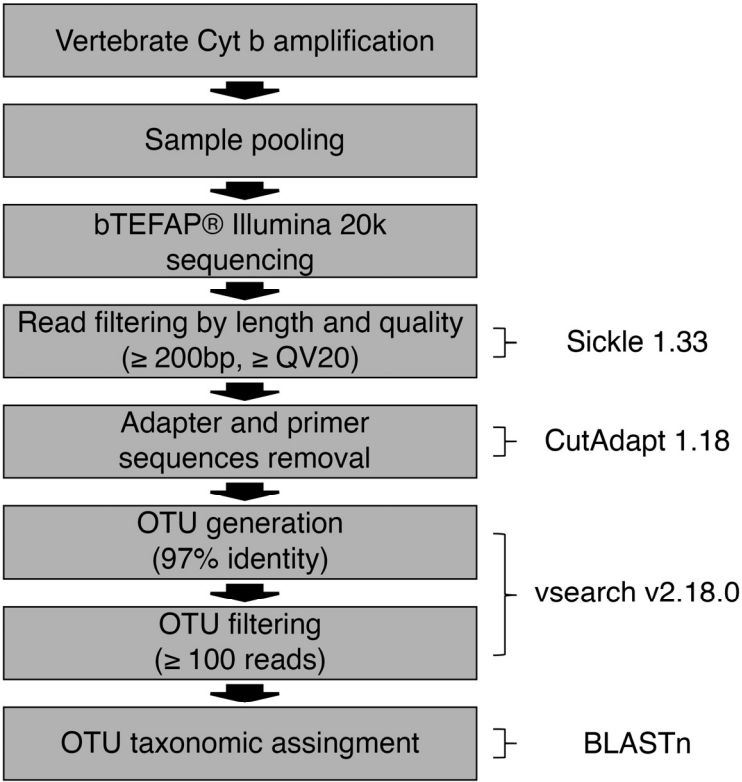 Vertebrate Cyt b amplification
Sample pooling
bTEFAP® Illumina 20k
sequencing
Read filtering by length and quality
(≥ 200bp, ≥ QV20)
Sickle 1.33
Adapter and primer
sequences removal
CutAdapt 1.18
OTU generation
(97% identity)
vsearch v2.18.0
OTU filtering
(≥ 100 reads)
OTU taxonomic assingment
BLASTn